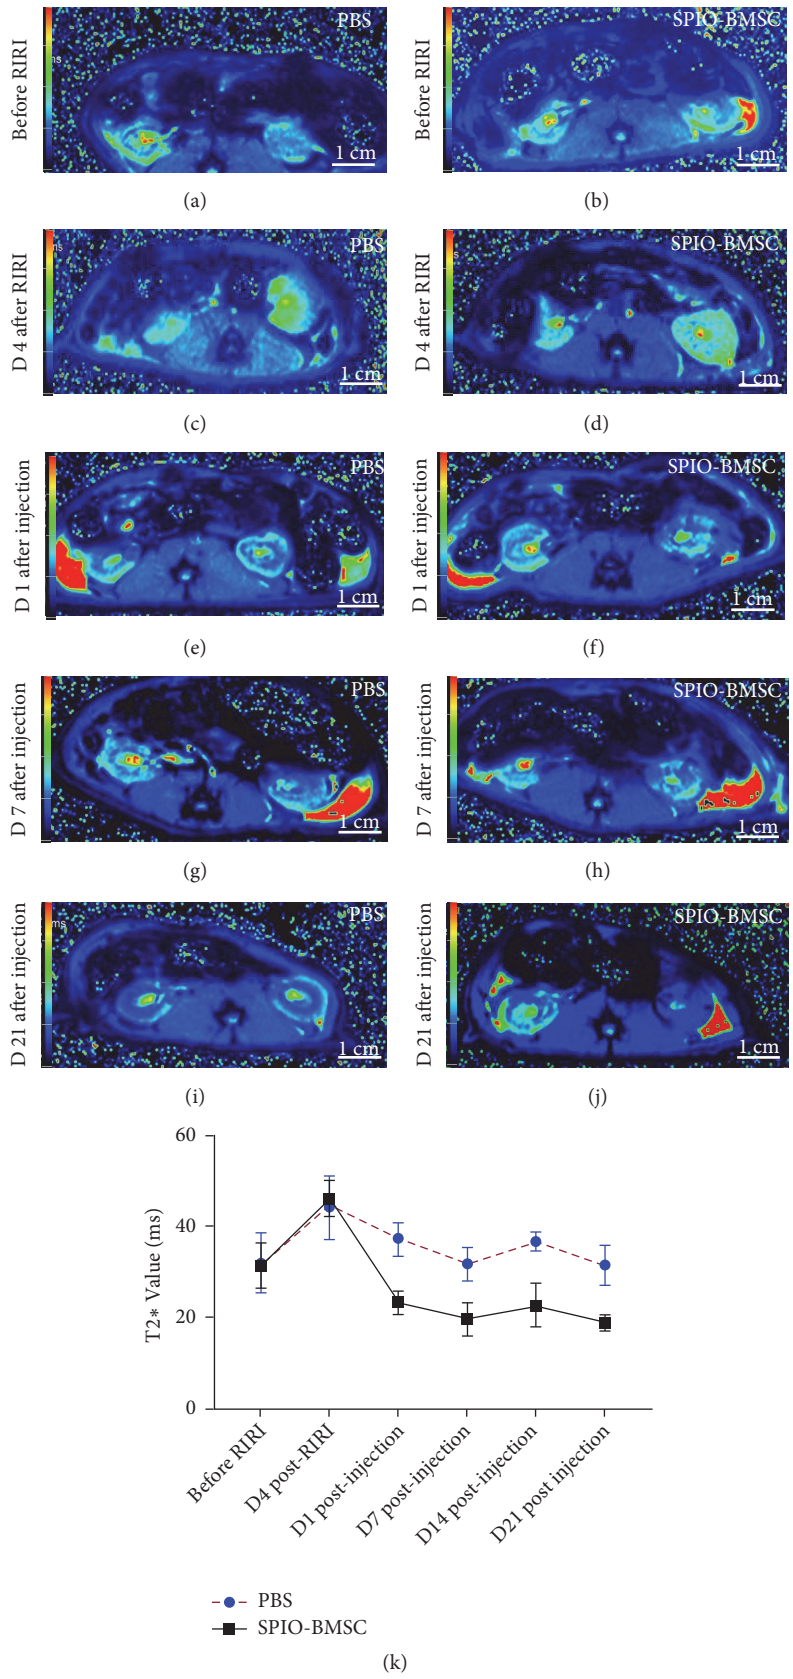 Before RIRI
ms
PBS
1 cm
(a)
Before RIRI
SPIO-BMSC
1 cm
(b)
D 4 after RIRI
ms
PBS
1 cm
(c)
D 4 after RIRI
s
SPIO-BMSC
1 cm
(d)
D 1 after injection
PBS
1 cm
(e)
D 1 after injection
SPIO-BMSC
1 cm
(f)
D 7 after injection
PBS
1 cm
(g)
D 7 after injection
SPIO-BMSC
1 cm
(h)
D 21 after injection
ms
PBS
1 cm
(i)
D 21 after injection
SPIO-BMSC
1 cm
(j)
T2* Value (ms)
60
40
20
0
Before RIRI
D4 post-RIRI
D1 post-injection
D7 post-injection
D14 post-injection
D21 post injection
PBS
SPIO-BMSC
(k)